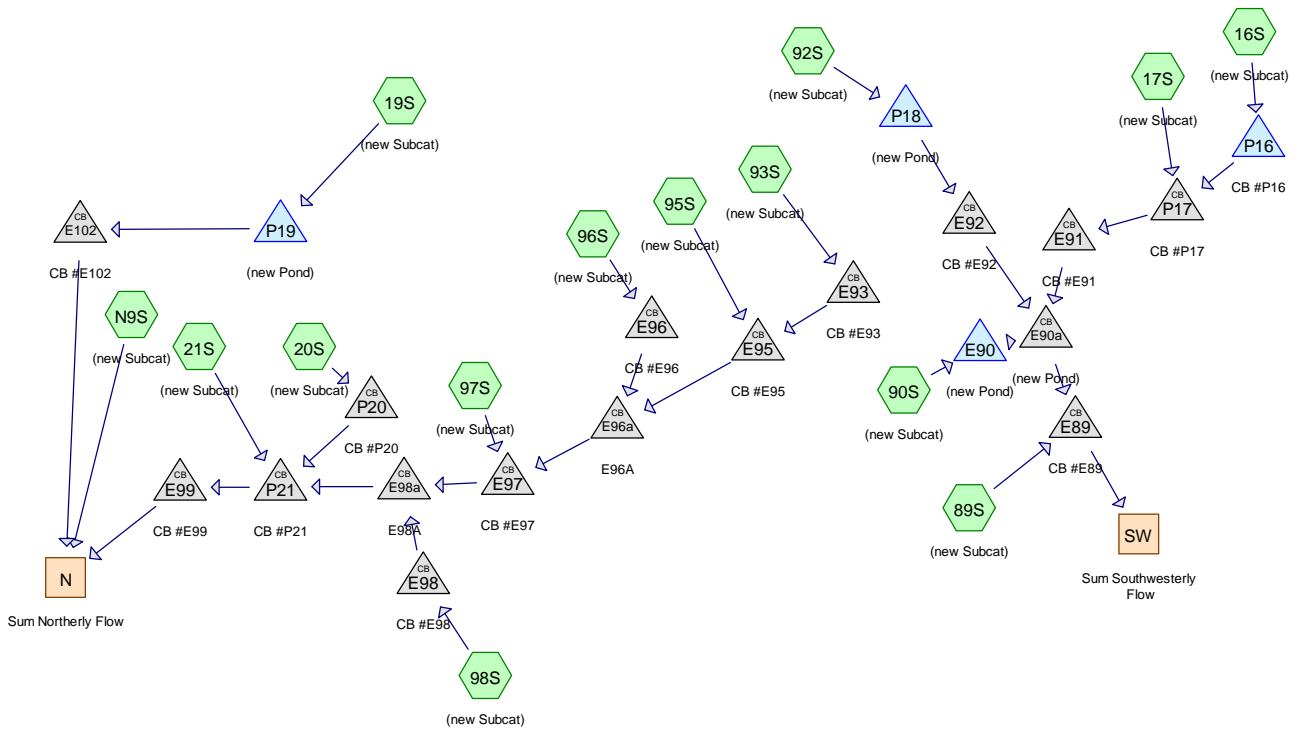 16S
(new Subcat)
92S
(new Subcat)
17S
(new Subcat)
19S
(new Subcat)
P18
(new Pond)
P16
CB #P16
93S
(new Subcat)
95S
(new Subcat)
CB
P17
CB #P17
CB
E102
CB #E102
P19
(new Pond)
96S
(new Subcat)
CB
E92
CB #E92
CB
E91
CB #E91
CB
E93
CB #E93
N9S
(new Subcat)
21S
(new Subcat)
20S
(new Subcat)
CB
E96
CB #E96
CB
E95
CB #E95
E90
(new Pond)
CB
E90a
(new Pond)
97S
(new Subcat)
90S
(new Subcat)
CB
P20
CB #P20
CB
E96a
E96A
CB
E89
CB #E89
CB
E99
CB #E99
CB
P21
CB #P21
CB
E98a
E98A
CB
E97
CB #E97
89S
(new Subcat)
SW
Sum Southwesterly
Flow
N
Sum Northerly Flow
CB
E98
CB #E98
98S
(new Subcat)